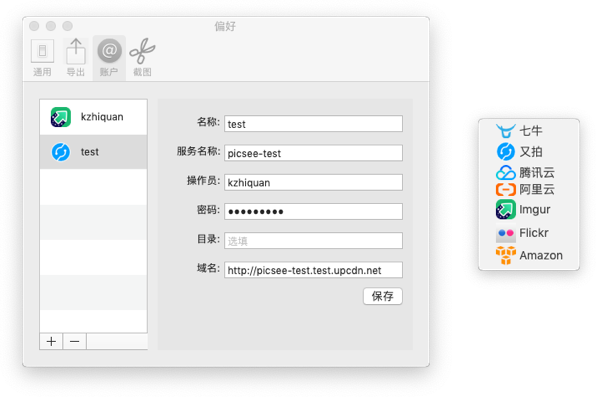 偏好
通用 导出 账户 截图
kzhiquan
test
名称: test
服务名称: picsee-test
操作员: kzhiquan
密码: ●●●●●●●●●
目录: 选填
域名: http://picsee-test.test.upcdn.net
保存
七牛
又拍
腾讯云
阿里云
Imgur
Flickr
Amazon